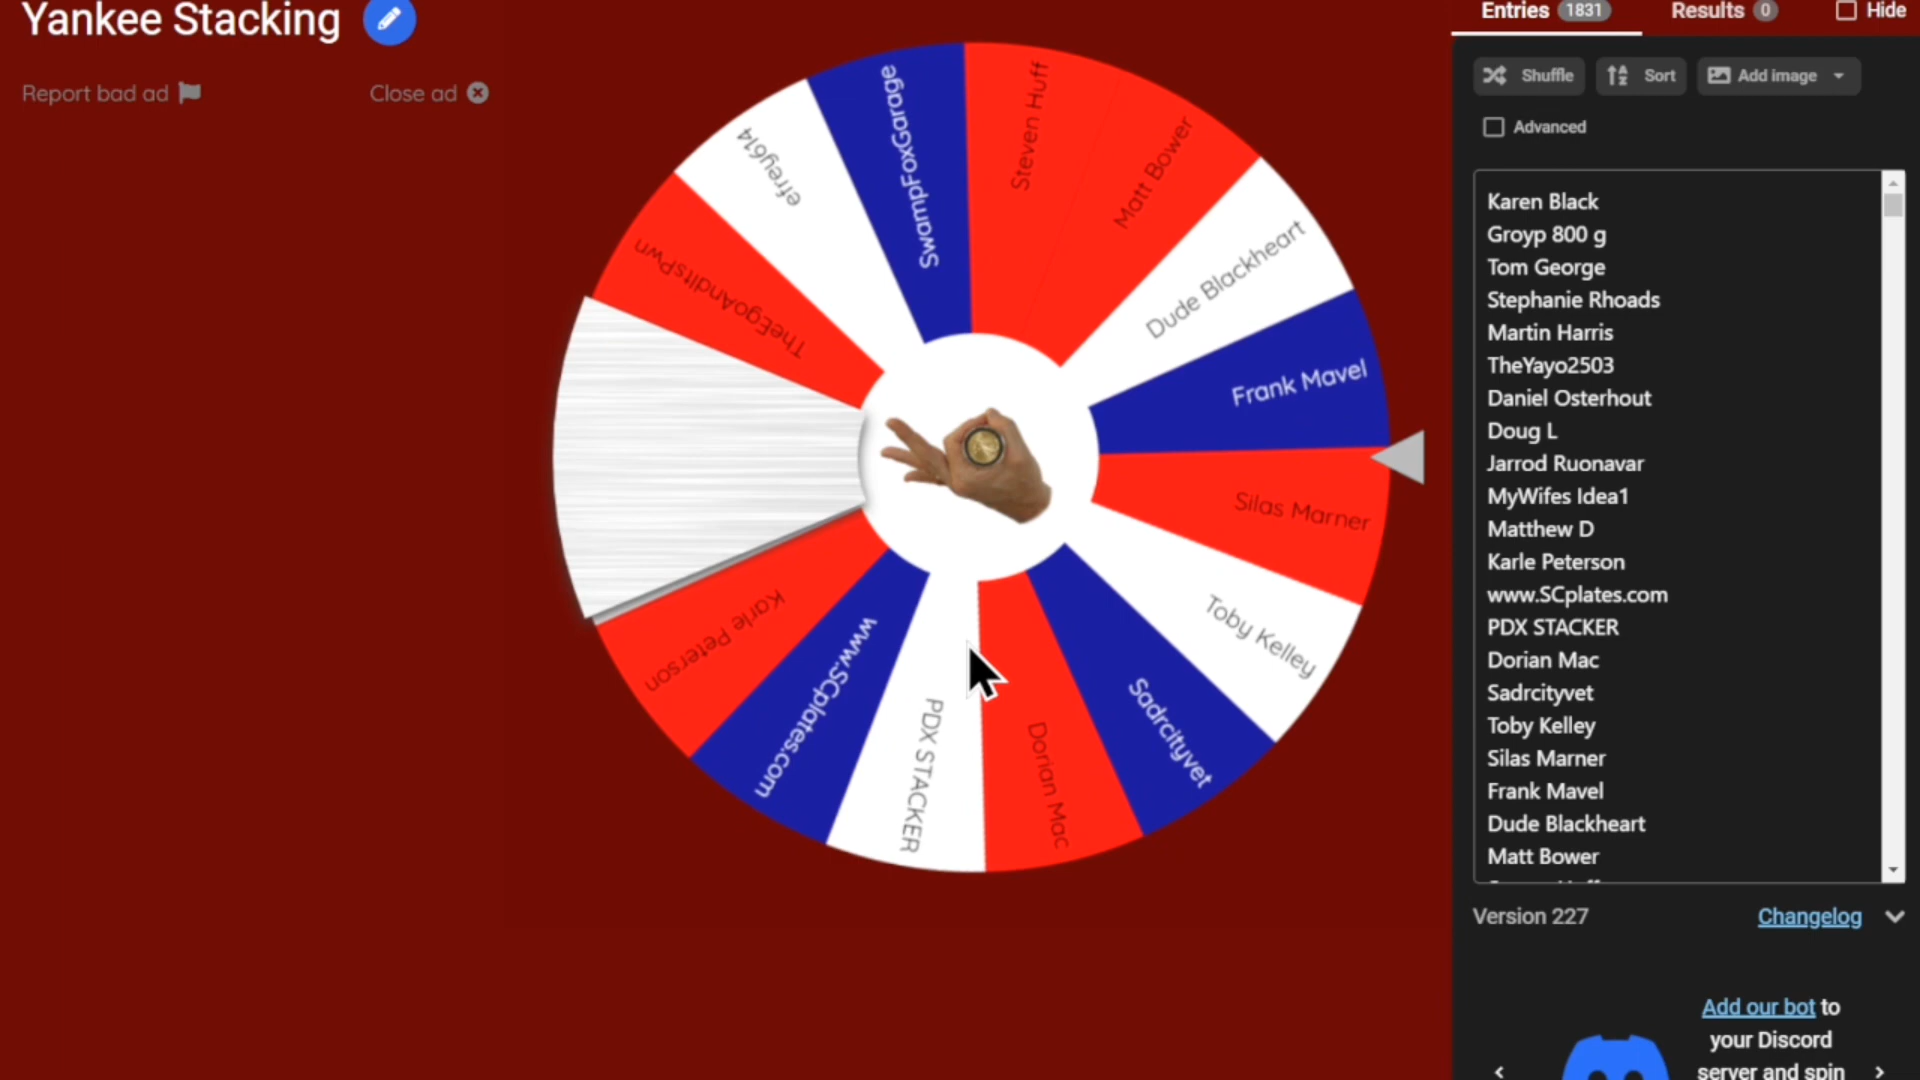 Yankee Stacking
Report bad ad
Close ad
efrey614
SwampFoxGarage
Steven Huff
Matt Bower
Dude Blackheart
Frank Mavel
Silas Marner
Toby Kelley
Sadrcityvet
Dorian Mac
PDX STACKER
www.SCplates.com
Karle Peterson
TheEgoAndItsPwn
Entries 1831
Results 0
Hide
Shuffle
Sort
Add image
Advanced
Karen Black
Groyp 800 g
Tom George
Stephanie Rhoads
Martin Harris
TheYayo2503
Daniel Osterhout
Doug L
Jarrod Ruonavar
MyWifes Idea1
Matthew D
Karle Peterson
www.SCplates.com
PDX STACKER
Dorian Mac
Sadrcityvet
Toby Kelley
Silas Marner
Frank Mavel
Dude Blackheart
Matt Bower
Version 227
Changelog
Add our bot to
your Discord
server and spin